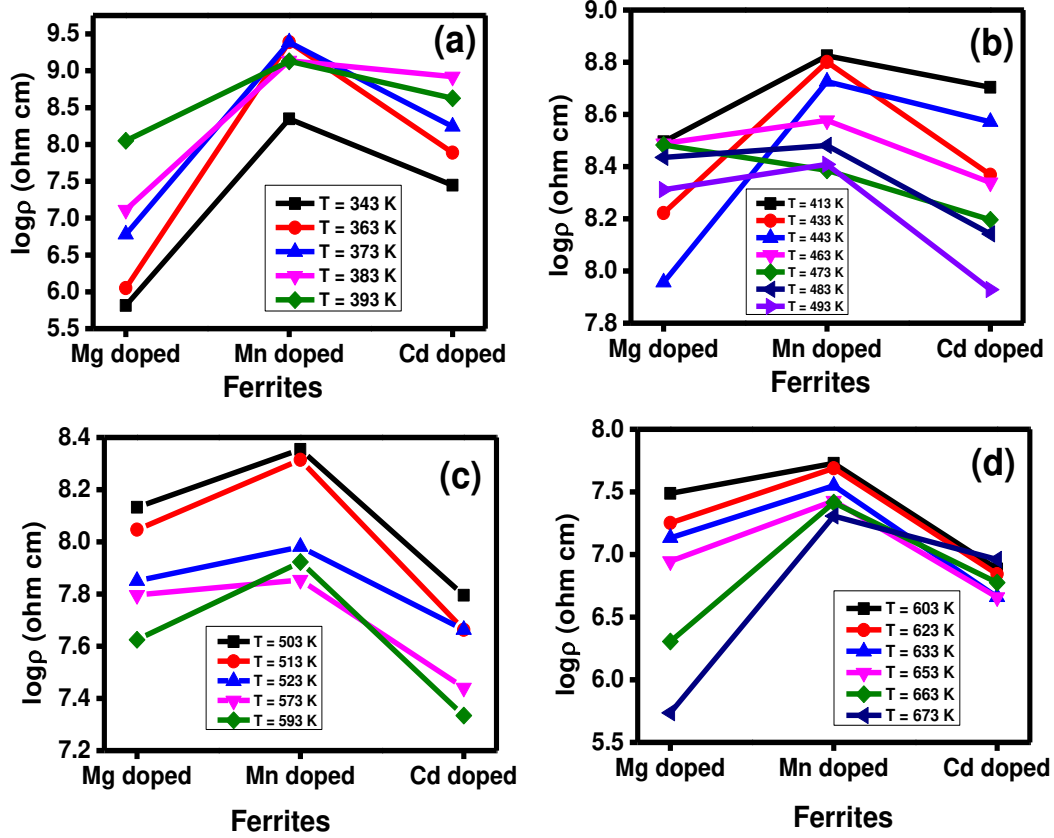 (a)
logρ (ohm cm)
9.5
9.0
8.5
8.0
7.5
7.0
6.5
6.0
5.5
T = 343 K
T = 363 K
T = 373 K
T = 383 K
T = 393 K
Mg doped Mn doped Cd doped
Ferrites
(b)
logρ (ohm cm)
9.0
8.8
8.6
8.4
8.2
8.0
7.8
T = 413 K
T = 433 K
T = 443 K
T = 463 K
T = 473 K
T = 483 K
T = 493 K
Mg doped Mn doped Cd doped
Ferrites
(c)
logρ (ohm cm)
8.4
8.2
8.0
7.8
7.6
7.4
7.2
T = 503 K
T = 513 K
T = 523 K
T = 573 K
T = 593 K
Mg doped Mn doped Cd doped
Ferrites
(d)
logρ (ohm cm)
8.0
7.5
7.0
6.5
6.0
5.5
T = 603 K
T = 623 K
T = 633 K
T = 653 K
T = 663 K
T = 673 K
Mg doped Mn doped Cd doped
Ferrites